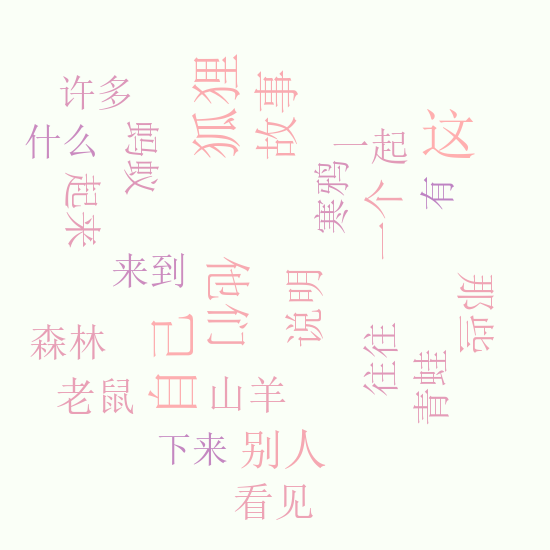 许多
狐狸
故事
什么
蚂蚁
一起
这
起来
寒鸦
一个
有
来到
他们
说明
那些
森林
自己
往往
老鼠
山羊
青蛙
下来
别人
看见